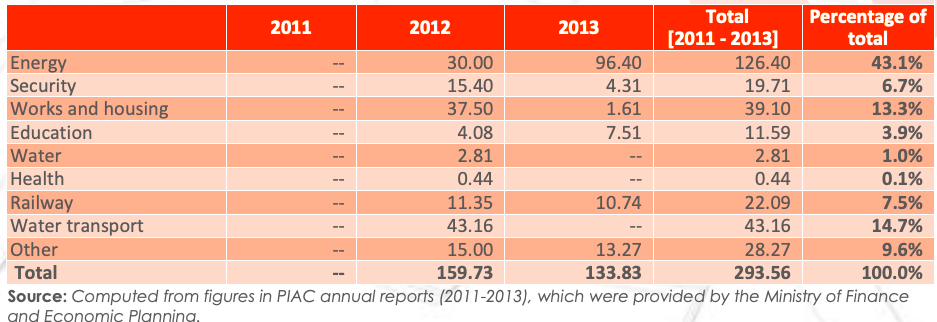 2011 2012 2013 Total [2011 - 2013] Percentage of total
Energy -- 30.00 96.40 126.40 43.1%
Security -- 15.40 4.31 19.71 6.7%
Works and housing -- 37.50 1.61 39.10 13.3%
Education -- 4.08 7.51 11.59 3.9%
Water -- 2.81 -- 2.81 1.0%
Health -- 0.44 -- 0.44 0.1%
Railway -- 11.35 10.74 22.09 7.5%
Water transport -- 43.16 -- 43.16 14.7%
Other -- 15.00 13.27 28.27 9.6%
Total -- 159.73 133.83 293.56 100.0%
Source: Computed from figures in PIAC annual reports (2011-2013), which were provided by the Ministry of Finance
and Economic Planning.